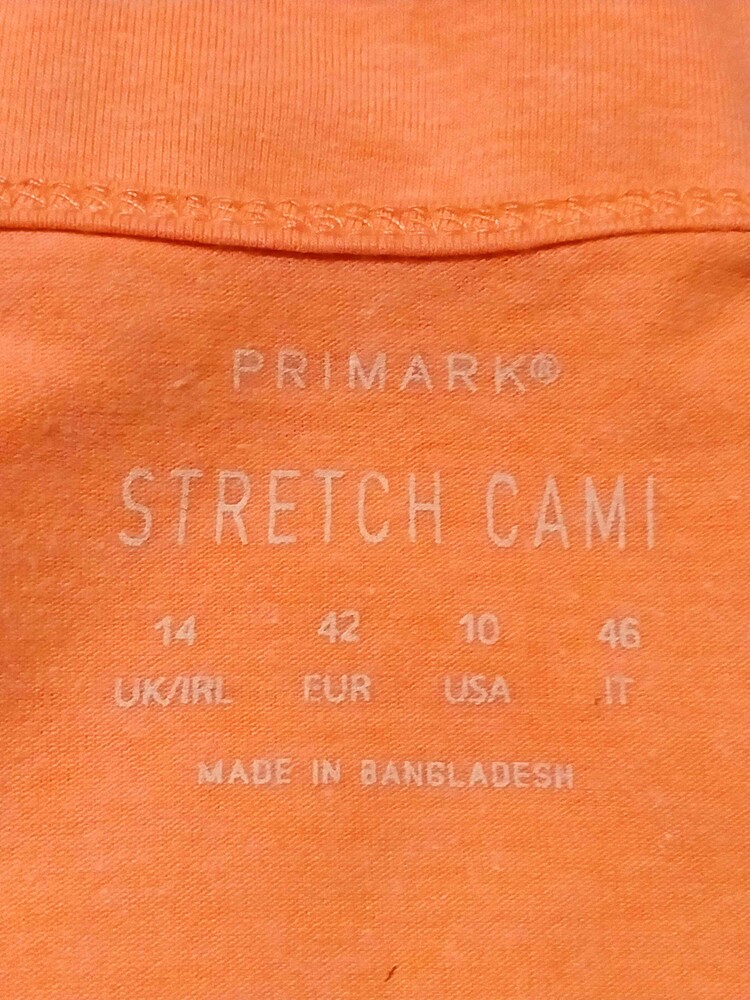 PRIMARK®
STRETCH CAMI
14 42 10 46
UK/IRL EUR USA IT
MADE IN BANGLADESH